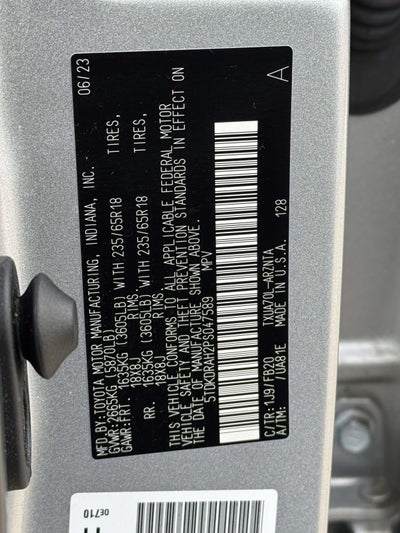 MFD.BY:TOYOTA MOTOR MANUFACTURING, INDIANA, INC. 06/23
GVWR:2665KG (5870LB)
GAWR:FRT. 1635KG (3605LB) WITH 235/65R18 TIRES,
18X8J RIMS
RR. 1635KG (3605LB) WITH 235/65R18 TIRES,
18X8J RIMS
THIS VEHICLE CONFORMS TO ALL APPLICABLE FEDERAL MOTOR
VEHICLE SAFETY AND THEFT PREVENTION STANDARDS IN EFFECT ON
THE DATE OF MANUFACTURE SHOWN ABOVE.
MPV
A
C/TR:1J9/FB20 TXUA70L-ARZNTA 128
A/TM: /UA81E MADE IN U.S.A.
0E710